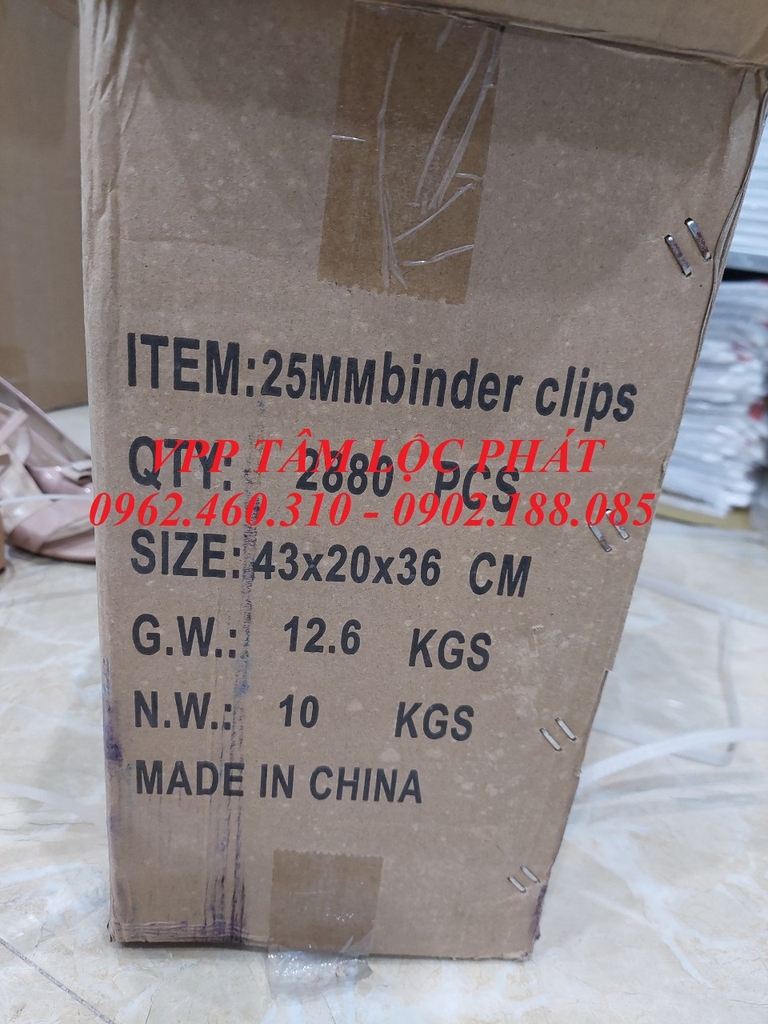 ITEM:25MMbinder clips
QTY: 2880 PCS
VPP TÂM LỘC PHÁT
0962.460.310 - 0902.188.085
SIZE: 43x20x36 CM
G.W.: 12.6 KGS
N.W.: 10 KGS
MADE IN CHINA